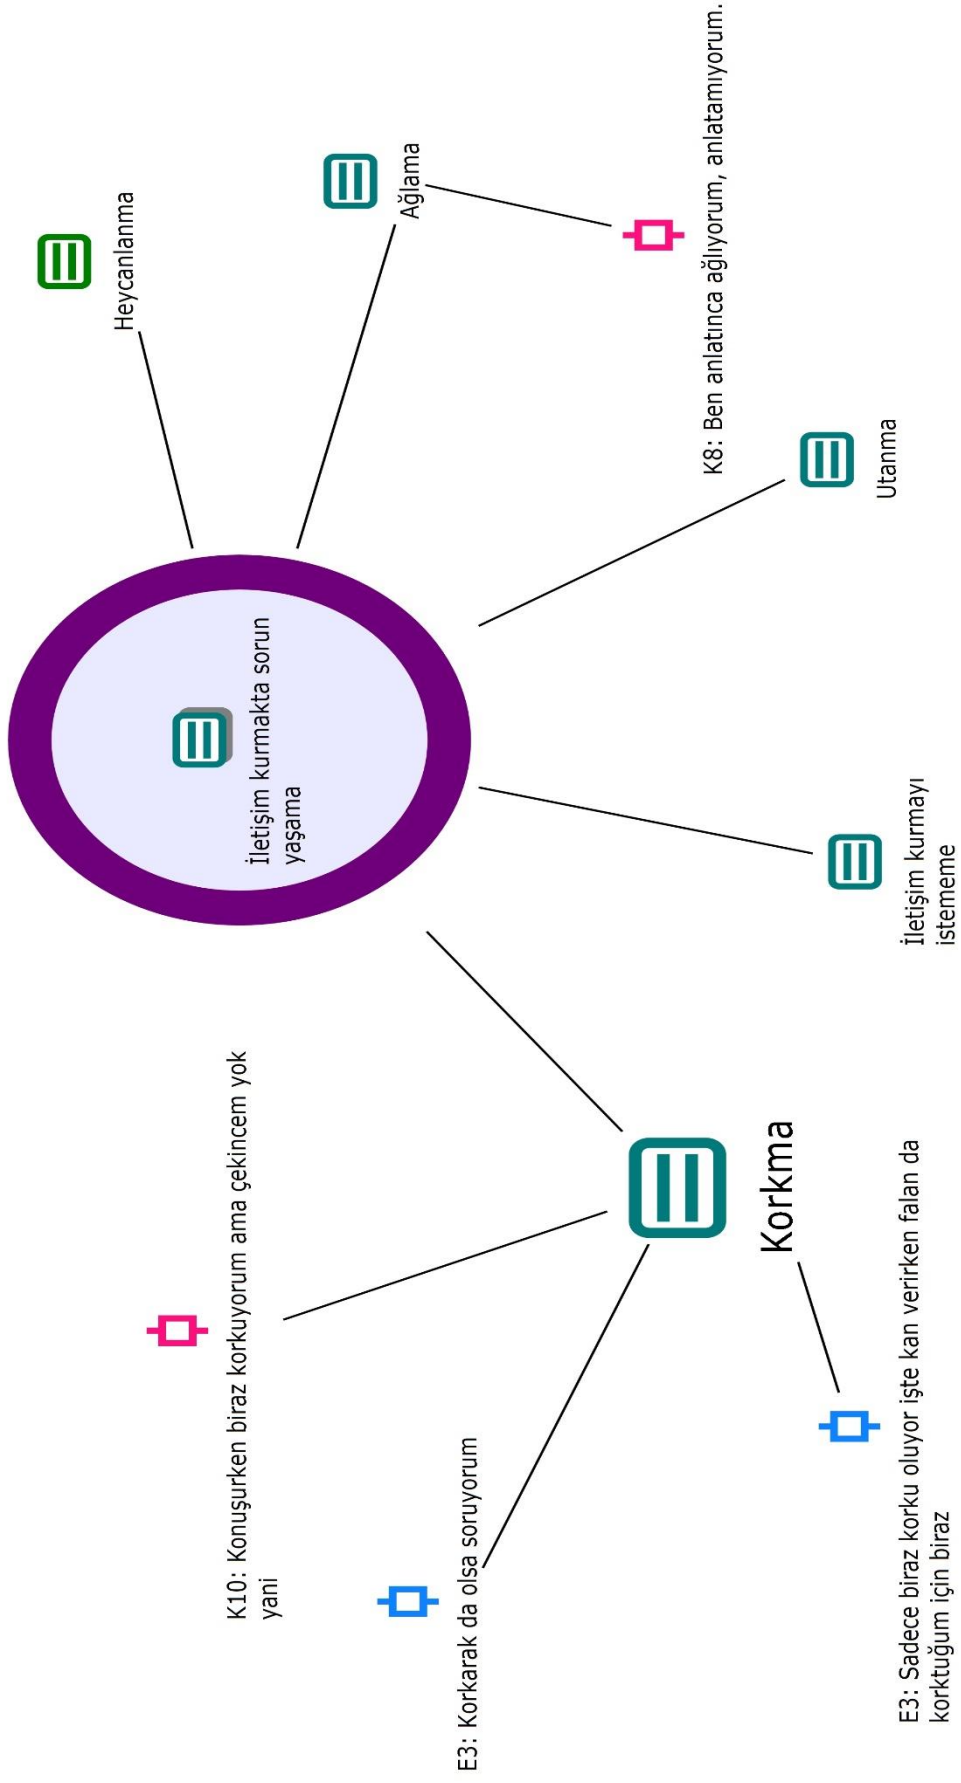 K10: Konuşurken biraz korkuyorum ama çekincem yok
yani
İletişim kurmakta sorun
yaşama
Heycanlanma
Ağlama
E3: Korkarak da olsa soruyorum
K8: Ben anlatınca ağlıyorum, anlatamıyorum.
Korkma
Utanma
E3: Sadece biraz korku oluyor işte kan verirken falan da
korktuğum için biraz
İletişim kurmayı
istememe